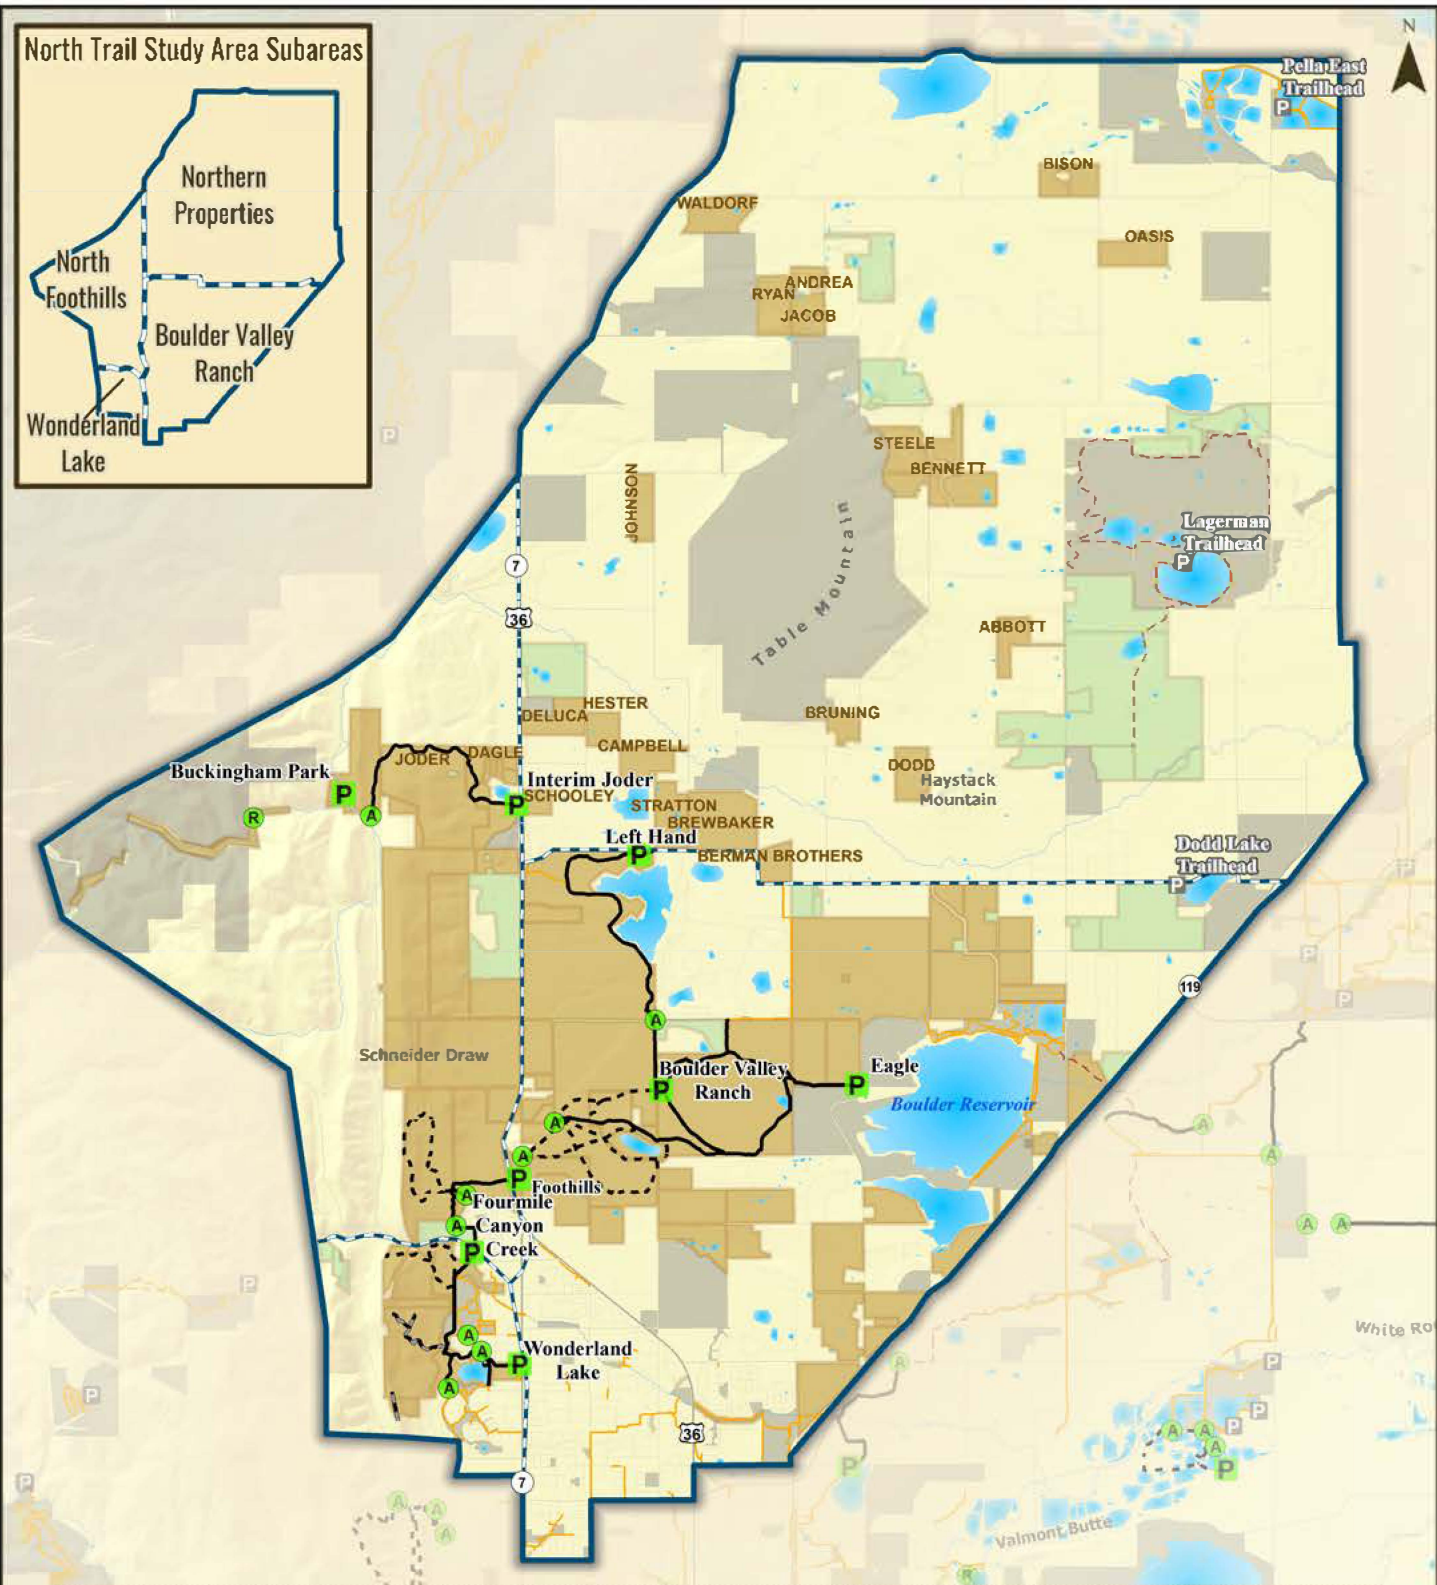 North Trail Study Area Subareas
Northern
Properties
North
Foothills
Boulder Valley
Ranch
Wonderland
Lake
N
Pella East
Trailhead
P
BISON
WALDORF
OASIS
ANDREA
RYAN
JACOB
P
STEELE
BENNETT
JOHNSON
Lagerman
Trailhead
P
7
Table Mountain
36
ABBOTT
HESTER
DELUCA
BRUNING
CAMPBELL
DAGLE
JODER
DODD
Haystack
Mountain
Buckingham Park
P
Interim Joder
P
SCHOOLEY
STRATTON
R
A
BREWBAKER
Left Hand
P
BERMAN BROTHERS
Dodd Lake
Trailhead
P
P
P
119
P
A
Schneider Draw
Boulder Valley
Ranch
P
Eagle
P
Boulder Reservoir
A
A
A
A
P
Foothills
A
Fourmile
A
Canyon
P
Creek
A
A
P
White Ro
A
A
P
Wonderland
Lake
A
P
A
P
P
36
P
A
A
A
P
P
P
7
A
A
A
Valmont Butte
R